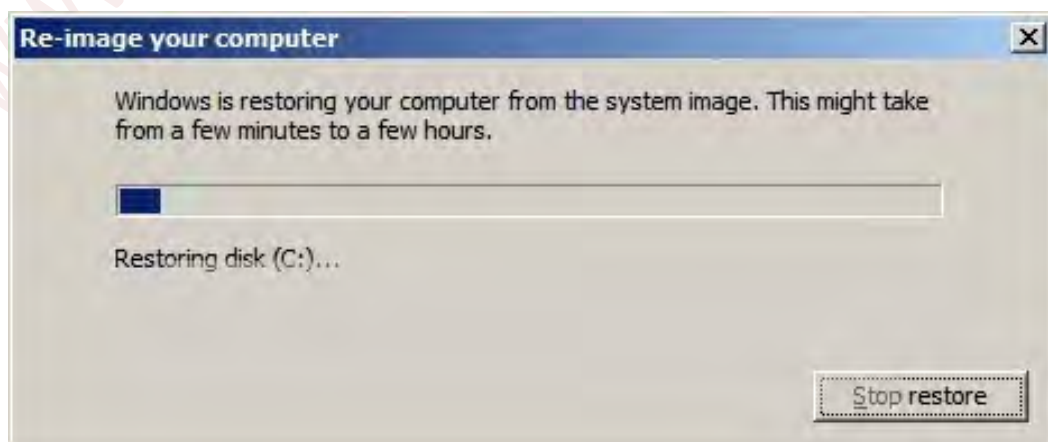 Re-image your computer
Windows is restoring your computer from the system image. This might take
from a few minutes to a few hours.
Restoring disk (C:)...
Stop restore